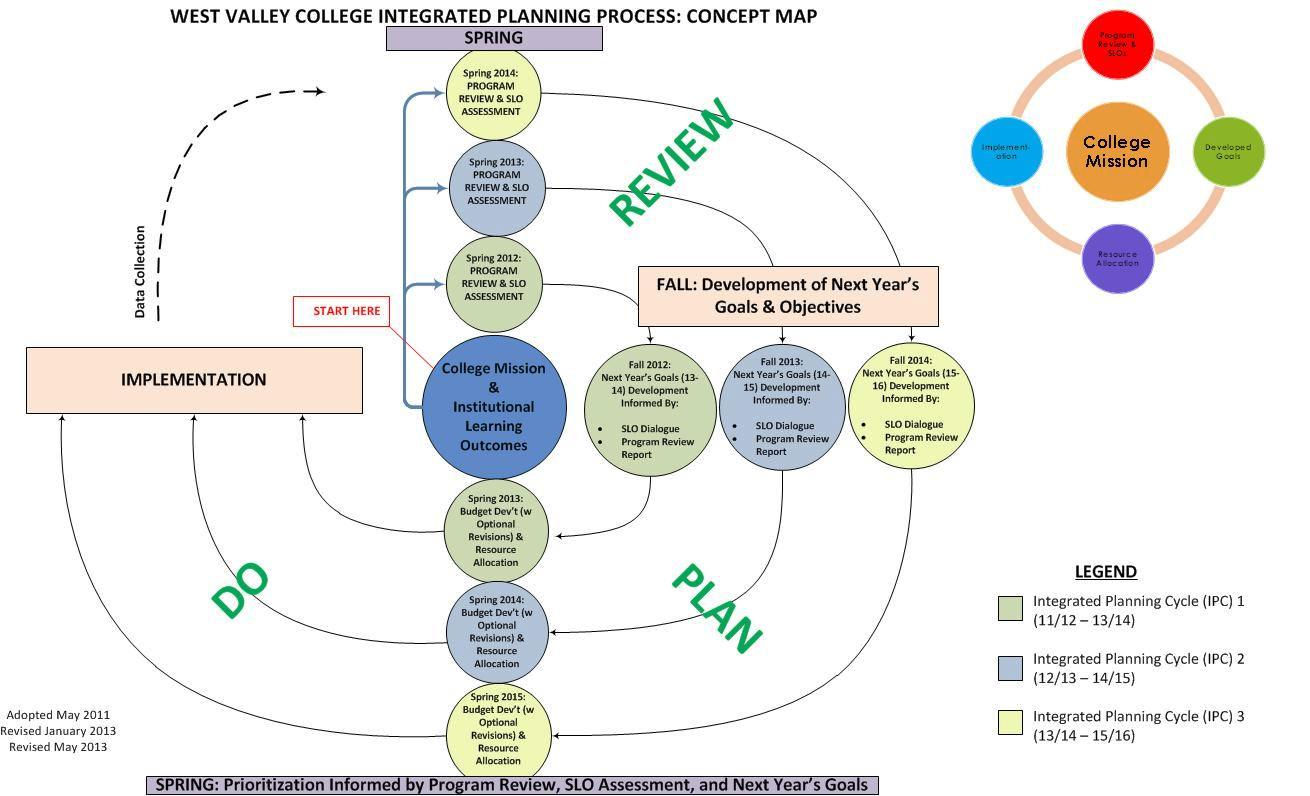 WEST VALLEY COLLEGE INTEGRATED PLANNING PROCESS: CONCEPT MAP
SPRING
Spring 2014:
PROGRAM
REVIEW & SLO
ASSESSMENT
Spring 2013:
PROGRAM
REVIEW & SLO
ASSESSMENT
Spring 2012:
PROGRAM
REVIEW & SLO
ASSESSMENT
REVIEW
Data Collection
START HERE
FALL: Development of Next Year’s
Goals & Objectives
IMPLEMENTATION
College Mission
&
Institutional
Learning
Outcomes
Fall 2012:
Next Year’s Goals (13-
14) Development
Informed By:
• SLO Dialogue
• Program Review
Report
Fall 2013:
Next Year’s Goals (14-
15) Development
Informed By:
• SLO Dialogue
• Program Review
Report
Fall 2014:
Next Year’s Goals (15-
16) Development
Informed By:
• SLO Dialogue
• Program Review
Report
Spring 2013:
Budget Dev’t (w
Optional
Revisions) &
Resource
Allocation
Spring 2014:
Budget Dev’t (w
Optional
Revisions) &
Resource
Allocation
Spring 2015:
Budget Dev’t (w
Optional
Revisions) &
Resource
Allocation
DO
PLAN
Adopted May 2011
Revised January 2013
Revised May 2013
SPRING: Prioritization Informed by Program Review, SLO Assessment, and Next Year’s Goals
Program
Review &
SLOs
Implement-
ation
College
Mission
Developed
Goals
Resource
Allocation
LEGEND
Integrated Planning Cycle (IPC) 1
(11/12 – 13/14)
Integrated Planning Cycle (IPC) 2
(12/13 – 14/15)
Integrated Planning Cycle (IPC) 3
(13/14 – 15/16)